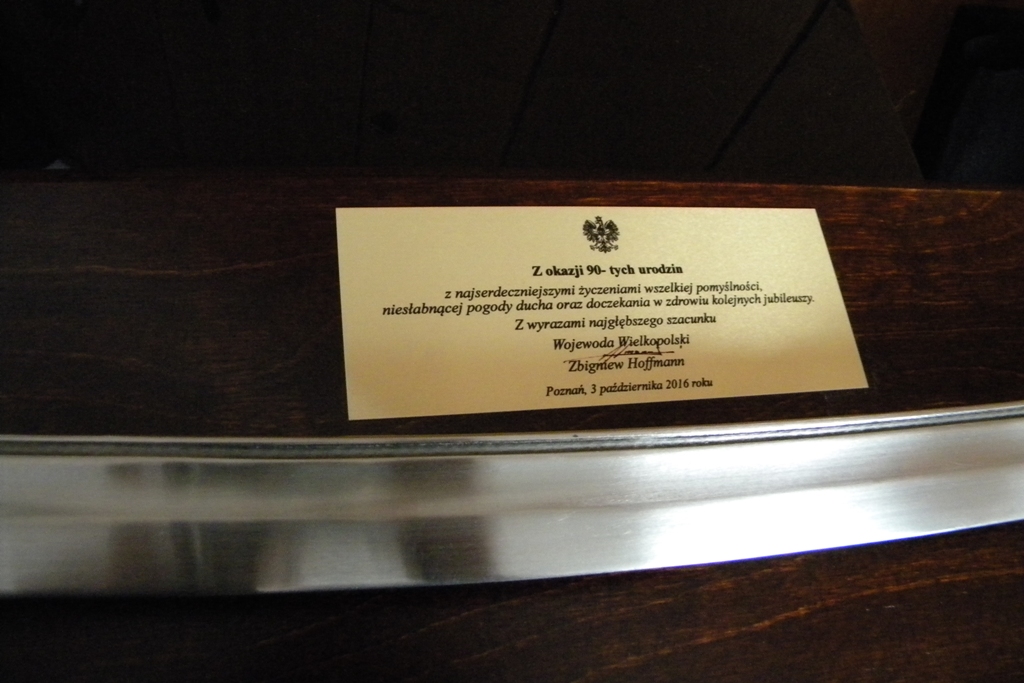 Z okazji 90- tych urodzin
z najserdeczniejszymi życzeniami wszelkiej pomyślności,
niesłabnącej pogody ducha oraz doczekania w zdrowiu kolejnych jubileuszy.
Z wyrazami najgłębszego szacunku
Wojewoda Wielkopolski
Zbigniew Hoffmann
Poznań, 3 października 2016 roku